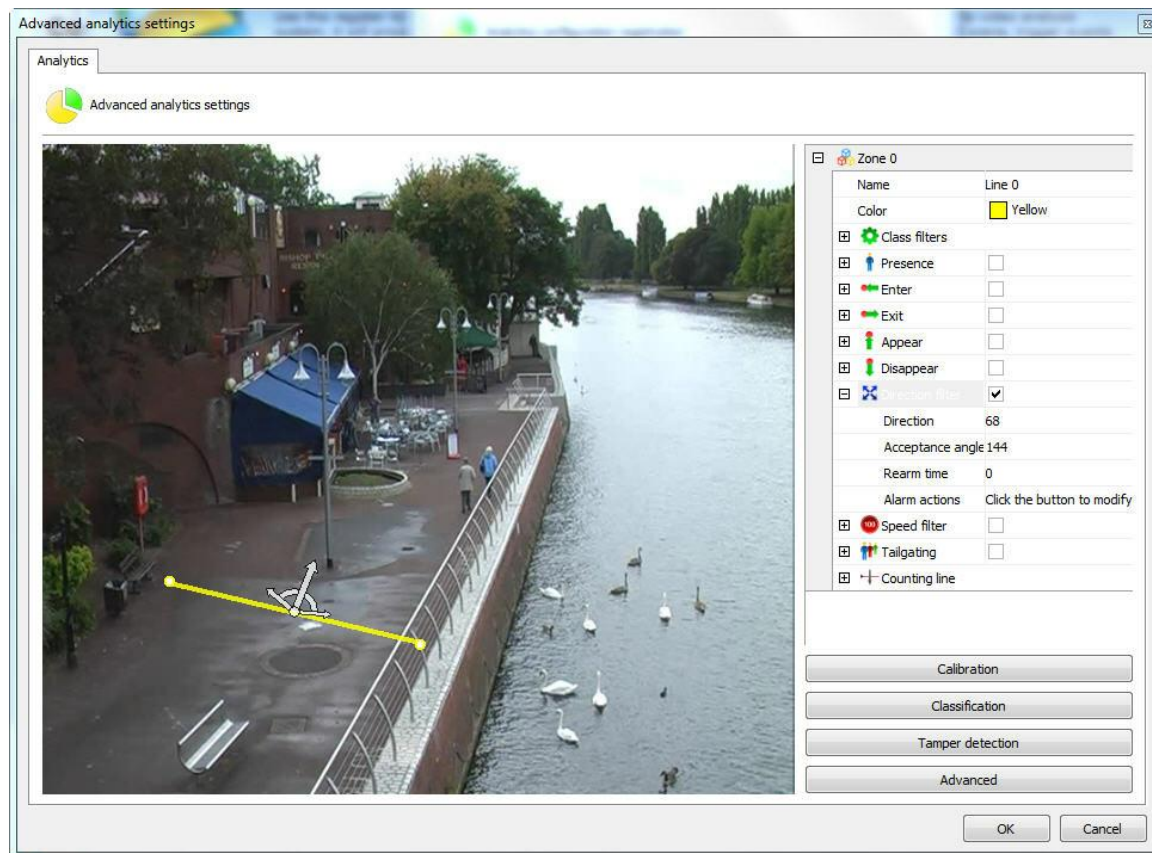 Advanced analytics settings
Analytics
Advanced analytics settings
Zone 0
Name Line 0
Color Yellow
Class filters
Presence
Enter
Exit
Appear
Disappear
Direction filter
Direction 68
Acceptance angle 144
Rearm time 0
Alarm actions Click the button to modify
100 Speed filter
Tailgating
Counting line
Calibration
Classification
Tamper detection
Advanced
OK Cancel